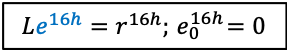 Le^{16h} = r^{16h}; e_0^{16h} = 0